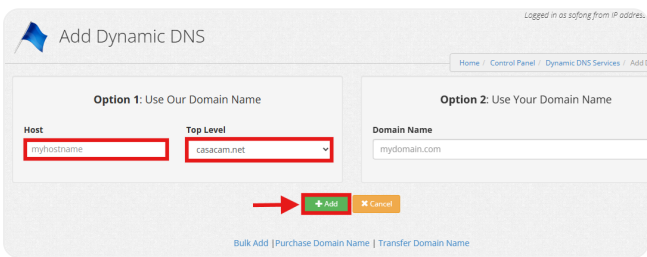 Logged in as sofong from IP address
Add Dynamic DNS
Home / Control Panel / Dynamic DNS Services / Add D
Option 1: Use Our Domain Name
Option 2: Use Your Domain Name
Host
Top Level
Domain Name
myhostname
casacam.net
mydomain.com
+ Add
✖ Cancel
Bulk Add |Purchase Domain Name | Transfer Domain Name